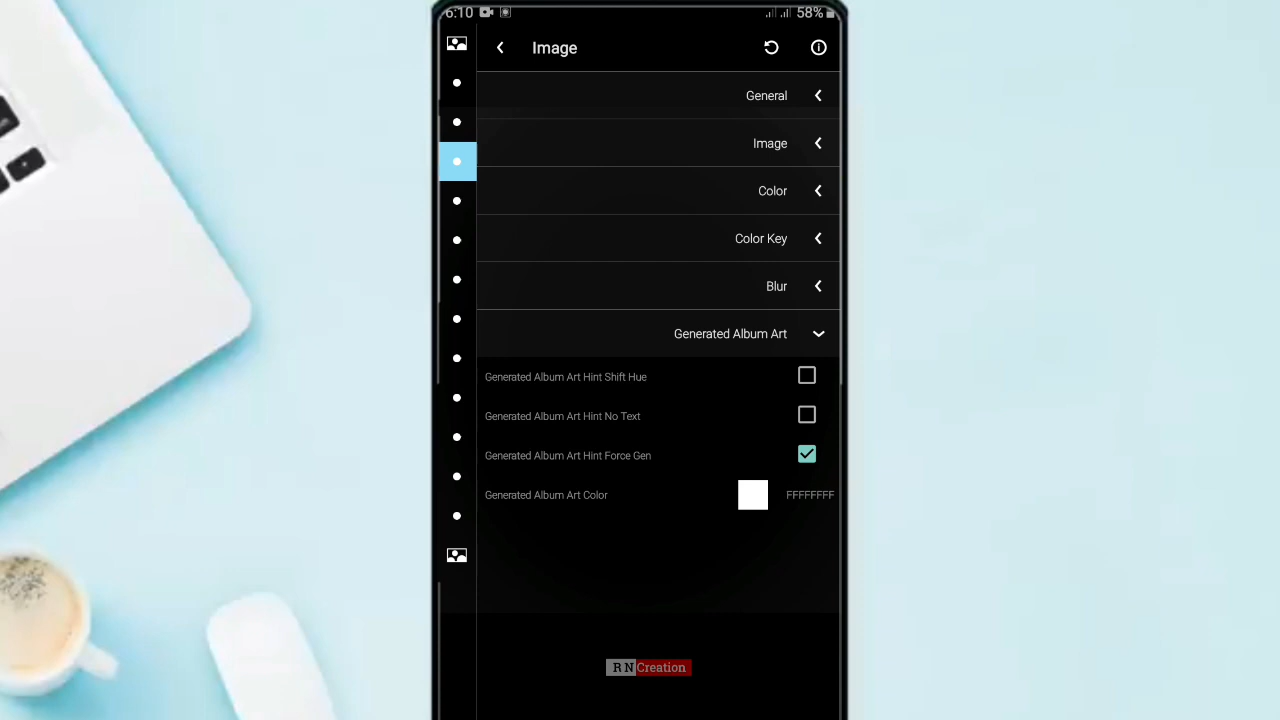 6:10 58%
Image
General
Image
Color
Color Key
Blur
Generated Album Art
Generated Album Art Hint Shift Hue
Generated Album Art Hint No Text
Generated Album Art Hint Force Gen
Generated Album Art Color FFFFFFFF
R N Creation